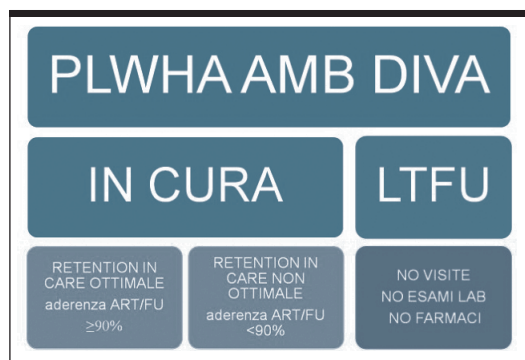 PLWHA AMB DIVA
IN CURA
LTFU
RETENTION IN
CARE OTTIMALE
aderenza ART/FU
≥90%
RETENTION IN
CARE NON
OTTIMALE
aderenza ART/FU
<90%
NO VISITE
NO ESAMI LAB
NO FARMACI